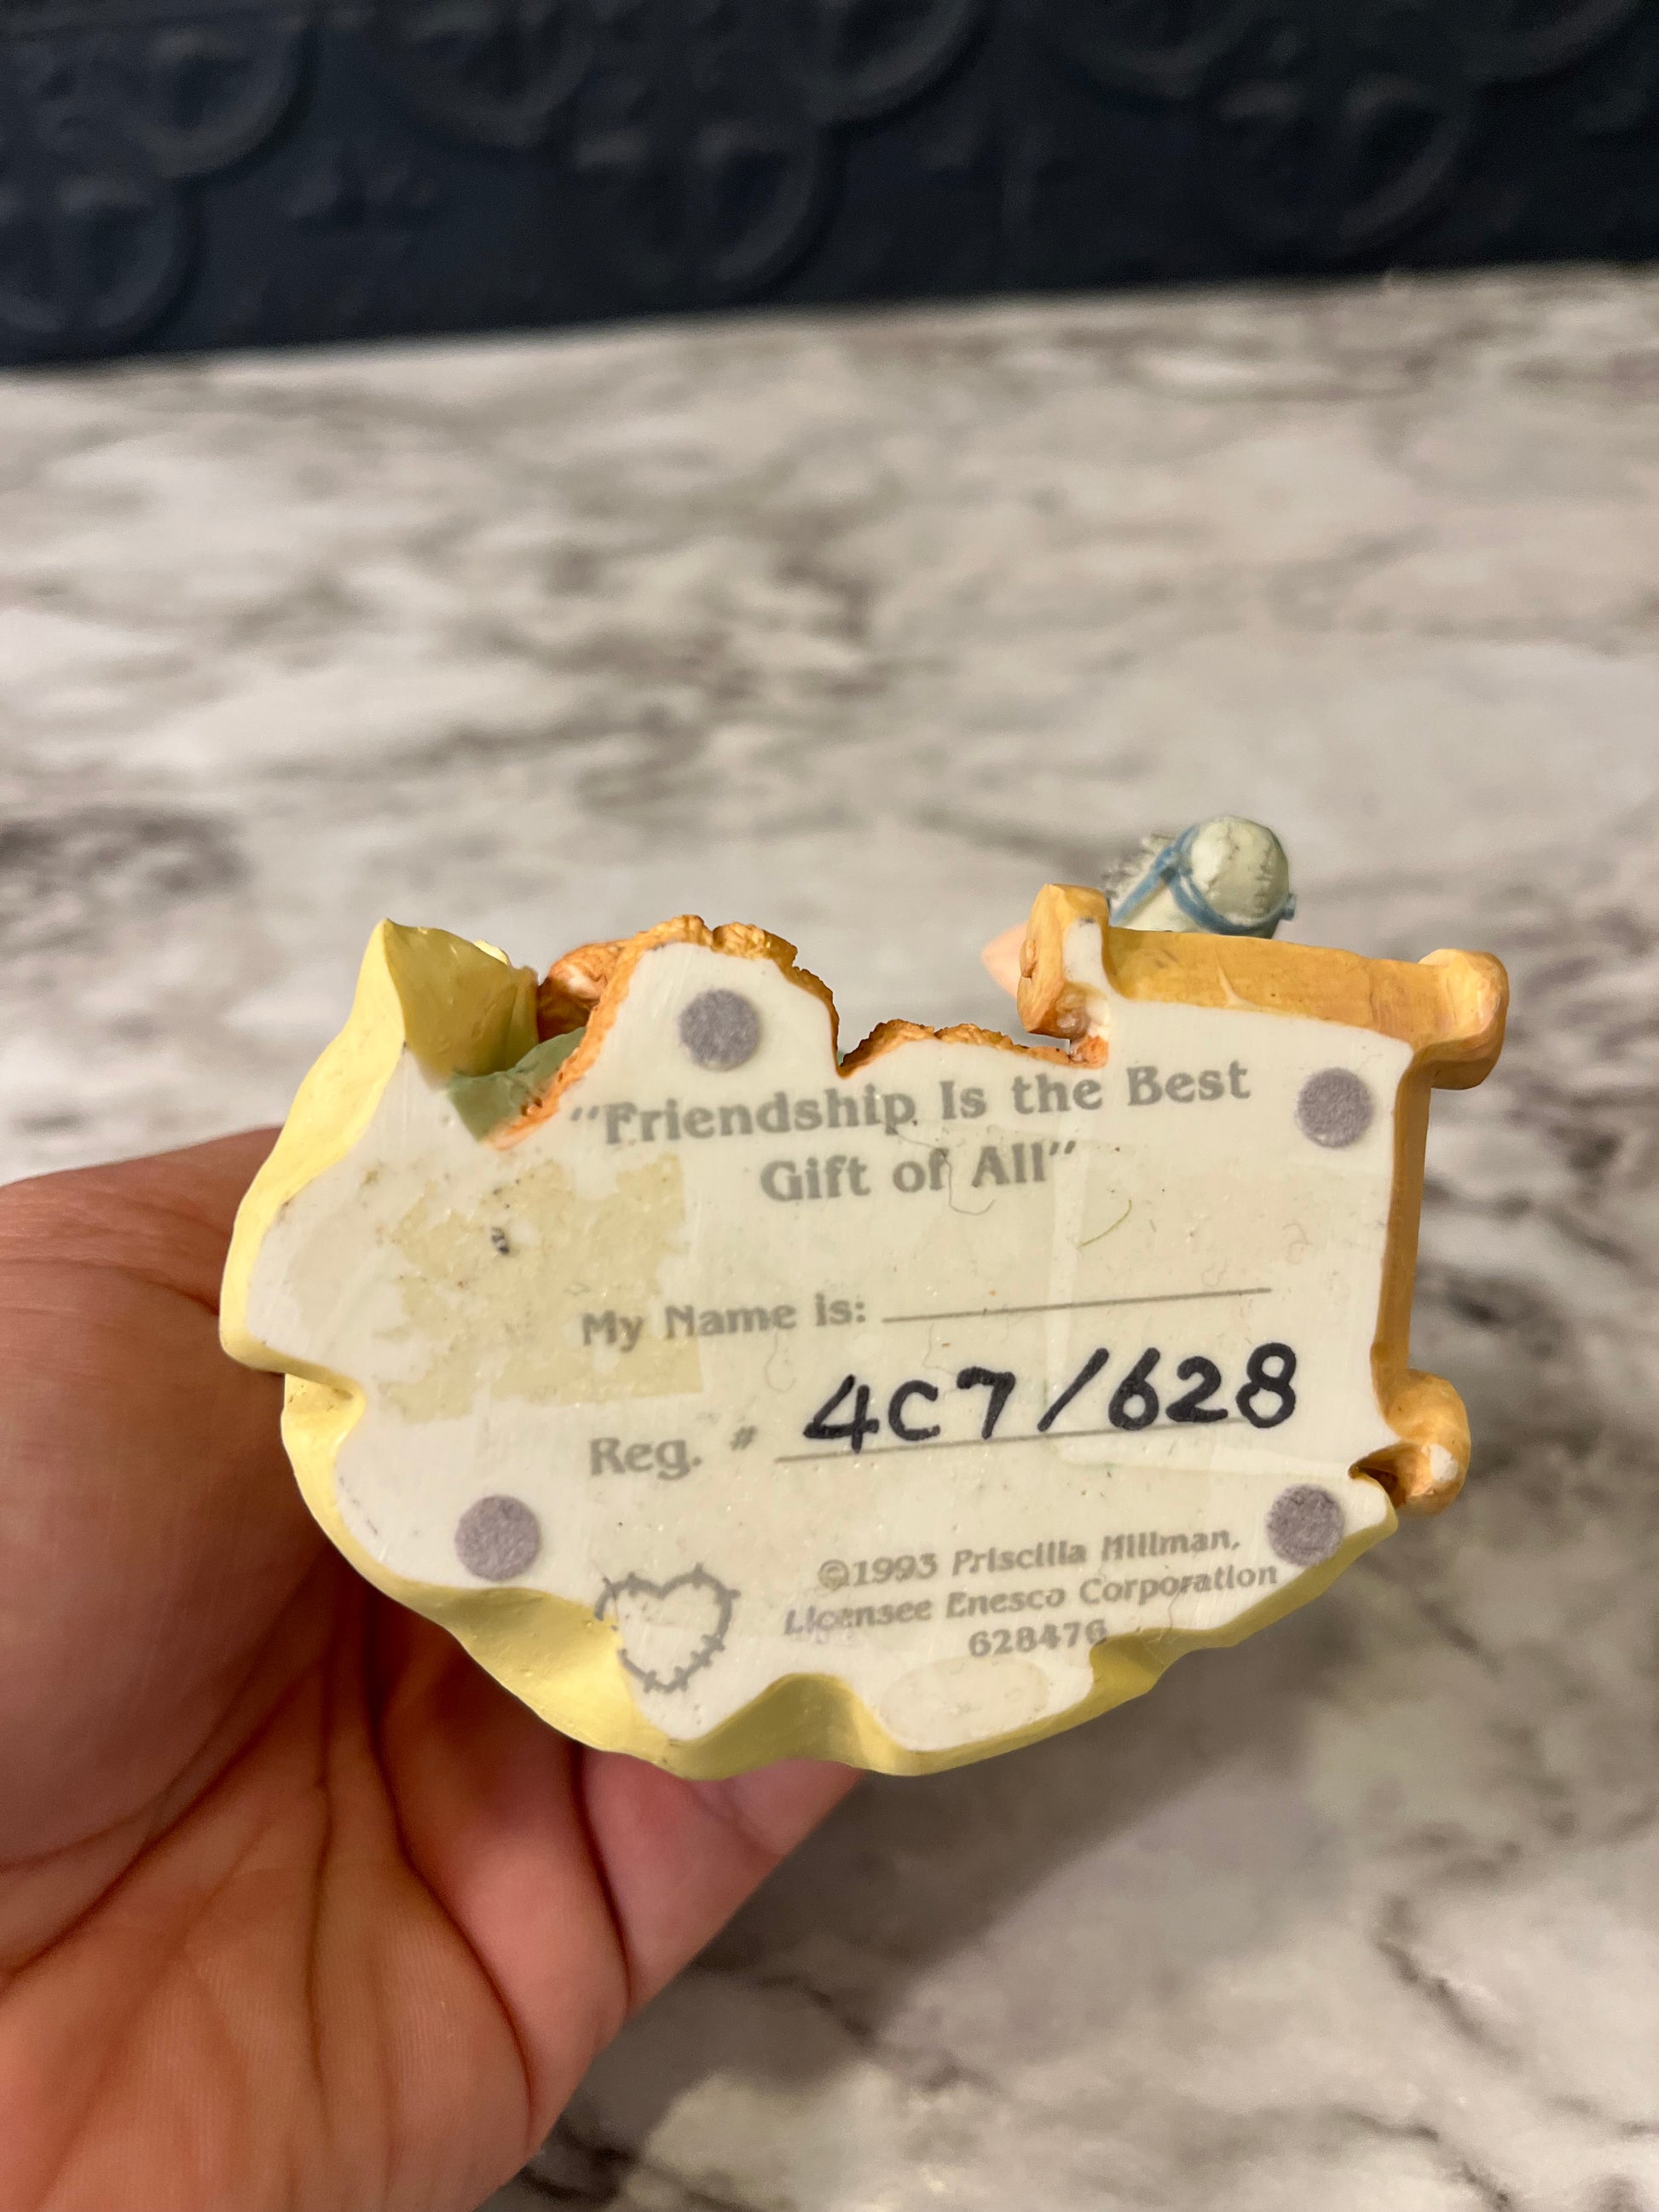 "Friendship Is the Best
Gift of All"
My Name is:
Reg. # 4C7/628
©1993 Priscilla Hillman,
Licensee Enesco Corporation
628476